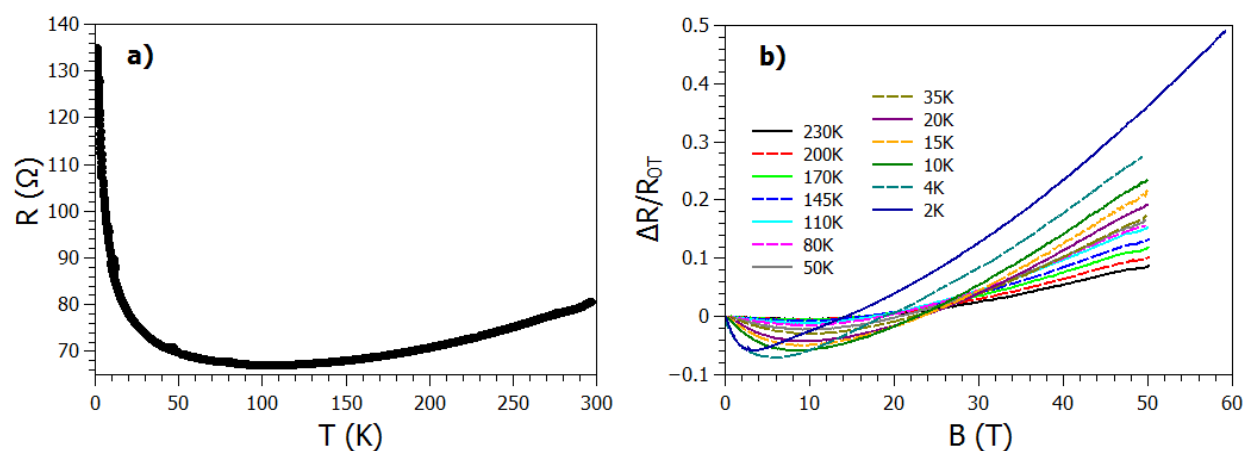 a)
R (Ω)
140
130
120
110
100
90
80
70
0
50
100
150
200
250
300
T (K)
b)
ΔR/R0T
0.5
0.4
0.3
0.2
0.1
0
−0.1
230K
200K
170K
145K
110K
80K
50K
35K
20K
15K
10K
4K
2K
0
10
20
30
40
50
60
B (T)